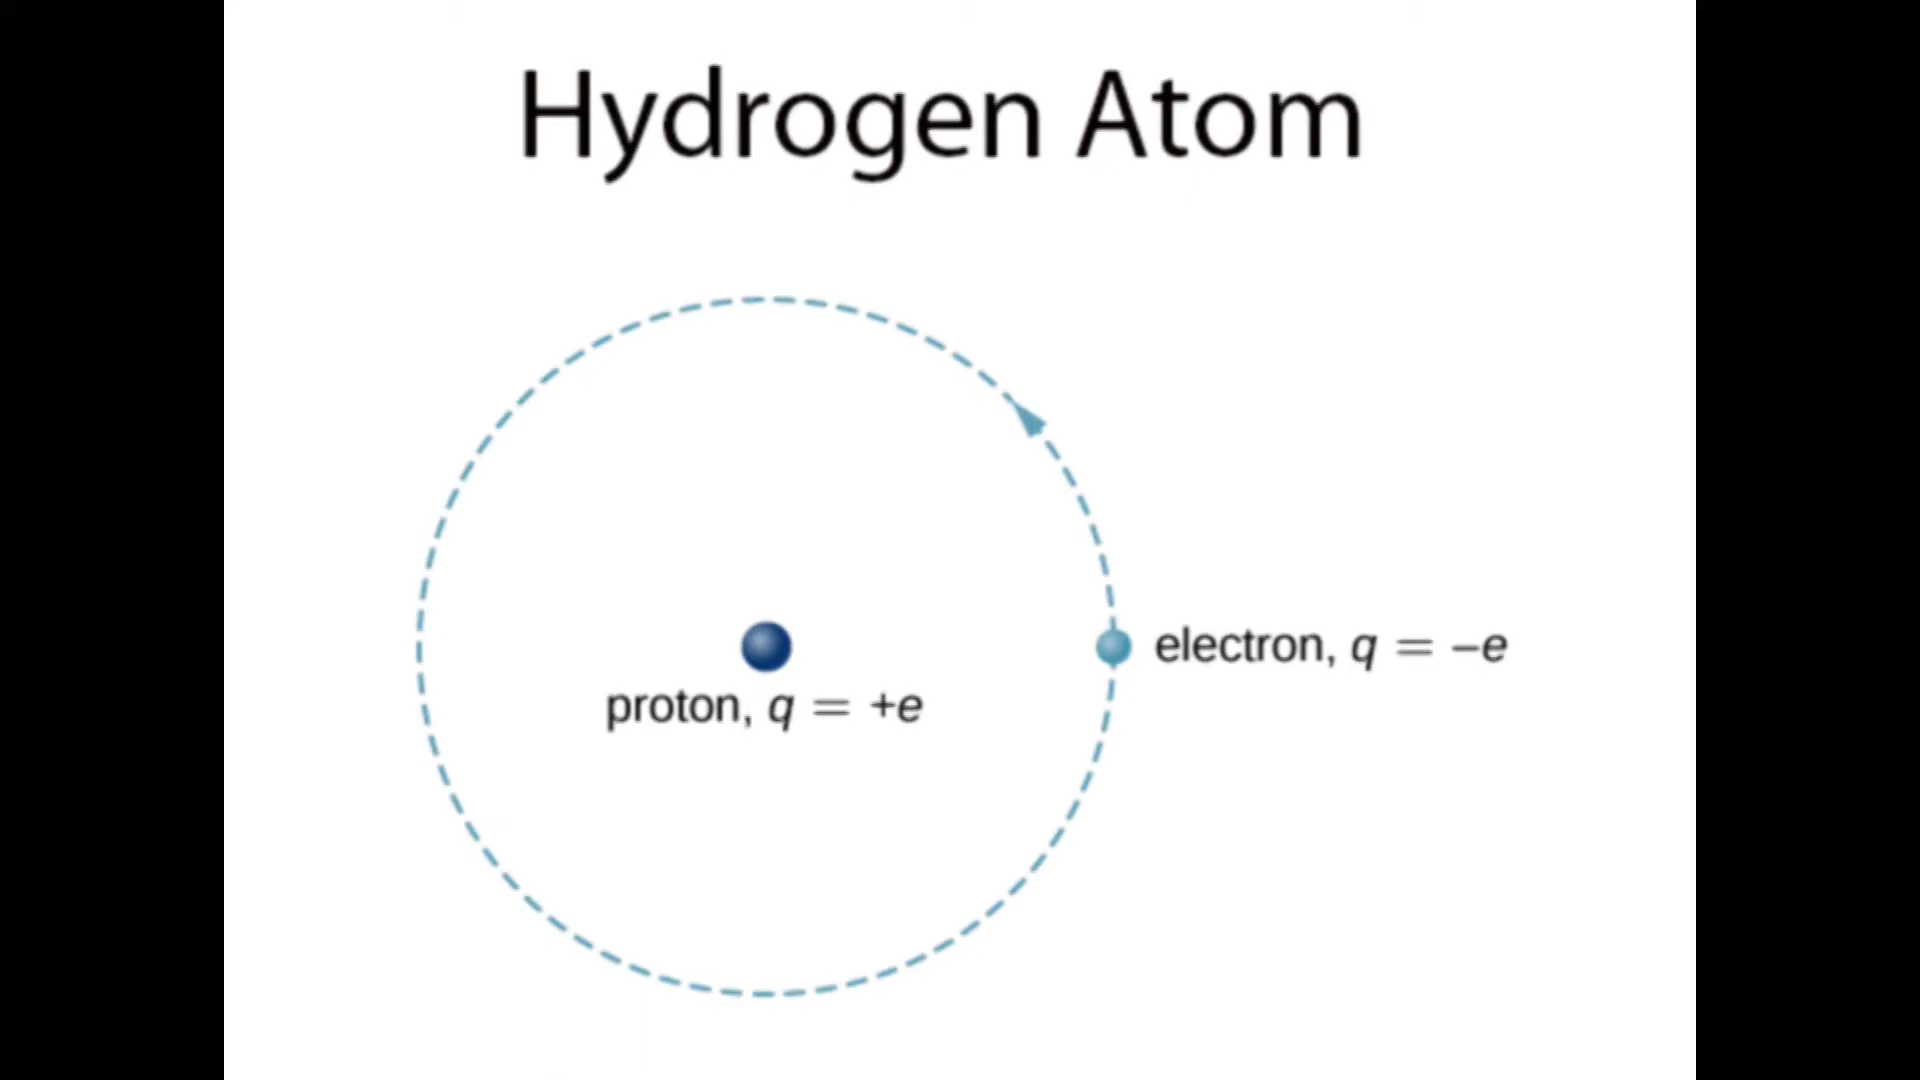 Hydrogen Atom
electron, q = –e
proton, q = +e